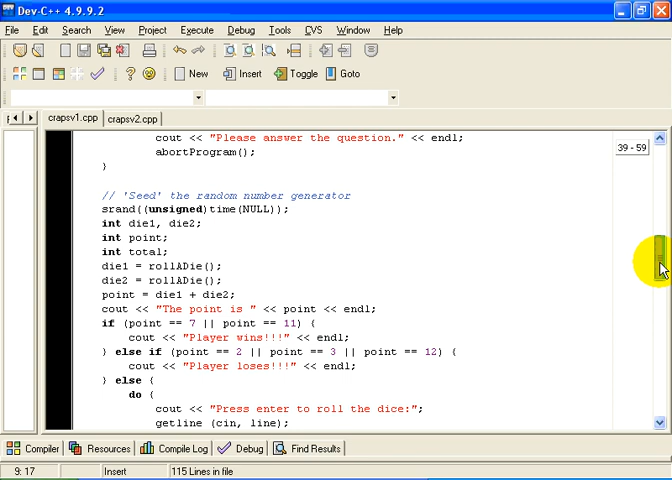 Dev-C++ 4.9.9.2
File Edit Search View Project Execute Debug Tools CVS Window Help
New Insert Toggle Goto
crapsv1.cpp crapsv2.cpp
cout << "Please answer the question." << endl;
abortProgram();
}
39 - 59
// 'Seed' the random number generator
srand((unsigned)time(NULL));
int die1, die2;
int point;
int total;
die1 = rollADie();
die2 = rollADie();
point = die1 + die2;
cout << "The point is " << point << endl;
if (point == 7 || point == 11) {
cout << "Player wins!!!" << endl;
} else if (point == 2 || point == 3 || point == 12) {
cout << "Player loses!!!" << endl;
} else {
do {
cout << "Press enter to roll the dice:";
getline (cin, line);
Compiler Resources Compile Log Debug Find Results
9: 17 Insert 115 Lines in file